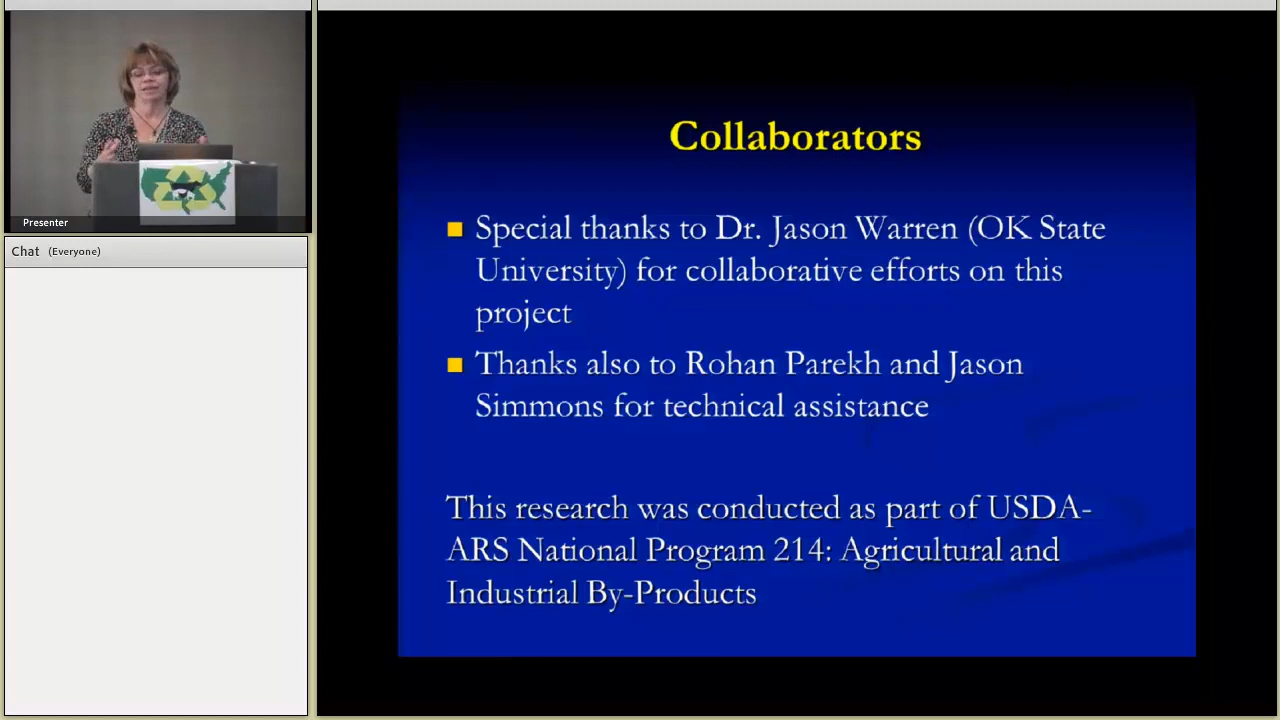 Presenter
Chat (Everyone)
Collaborators
Special thanks to Dr. Jason Warren (OK State
University) for collaborative efforts on this
project
Thanks also to Rohan Parekh and Jason
Simmons for technical assistance
This research was conducted as part of USDA-
ARS National Program 214: Agricultural and
Industrial By-Products